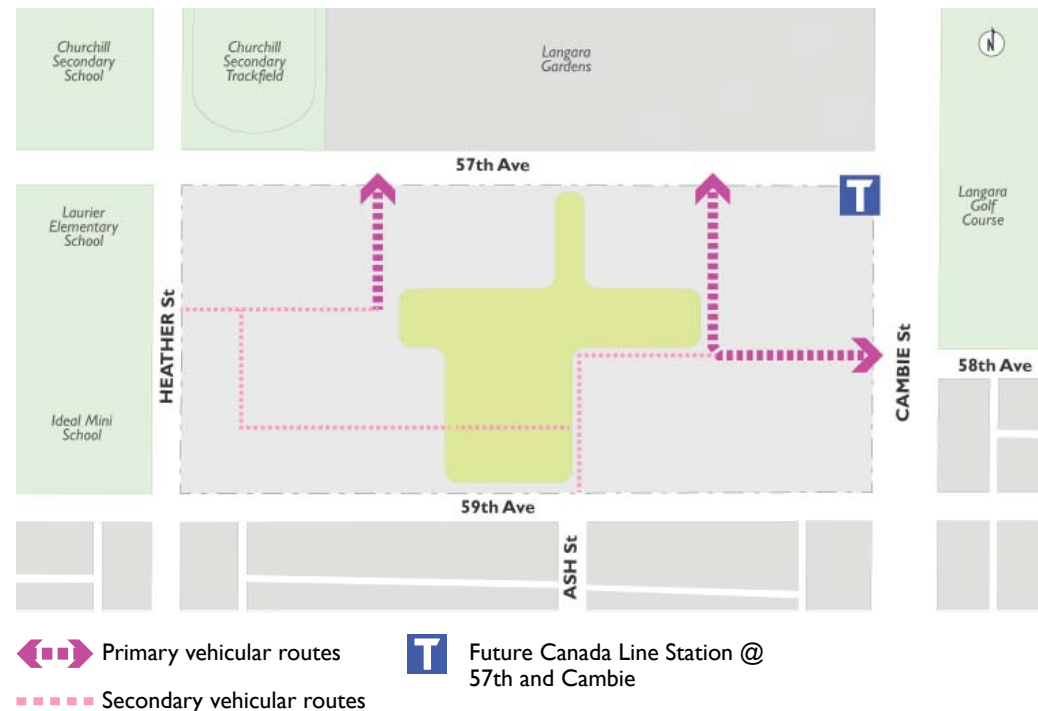 Churchill
Secondary
School
Churchill
Secondary
Trackfield
Langara
Gardens
N
57th Ave
T
Laurier
Elementary
School
Langara
Golf
Course
HEATHER St
CAMBIE St
58th Ave
Ideal Mini
School
59th Ave
ASH St
Primary vehicular routes
Secondary vehicular routes
T
Future Canada Line Station @
57th and Cambie